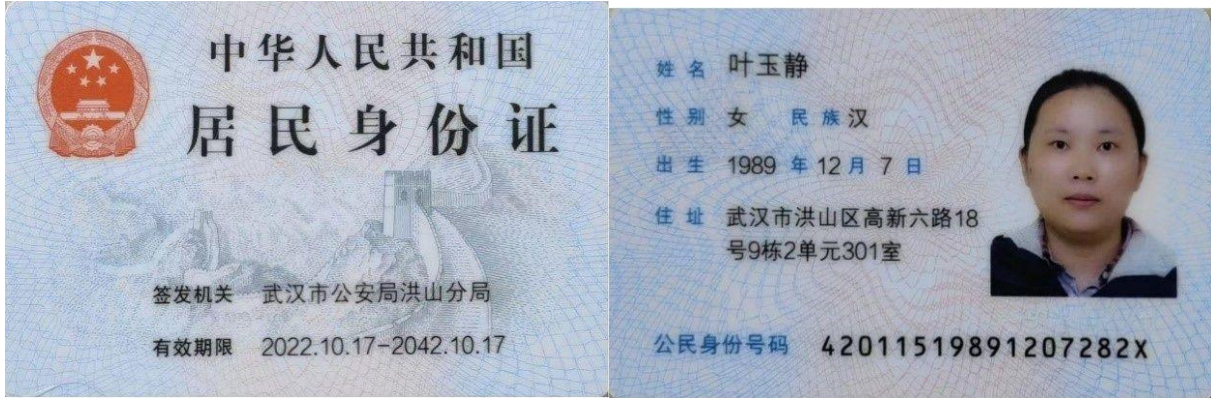 中华人民共和国
居民身份证
签发机关 武汉市公安局洪山分局
有效期限 2022.10.17-2042.10.17
姓名 叶玉静
性别 女 民族 汉
出生 1989 年 12 月 7 日
住址 武汉市洪山区高新六路18
号9栋2单元301室
公民身份号码 42011519891207282X